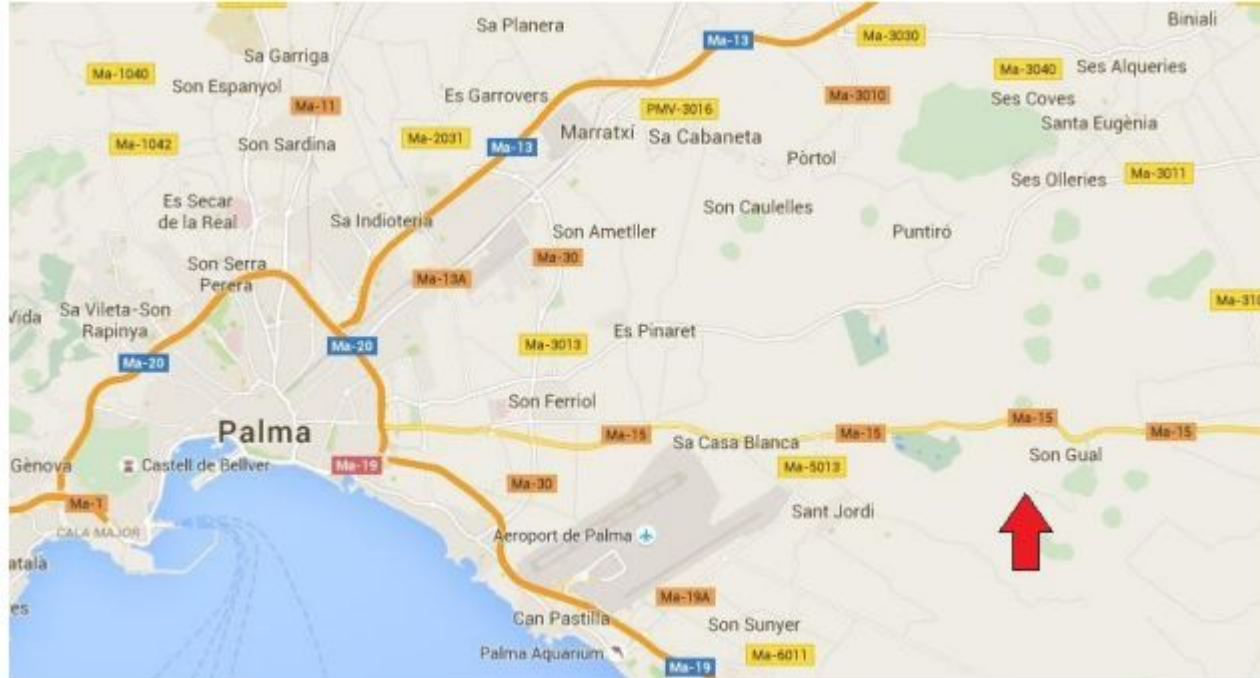 Biniali
Sa Planera
Ma-13
Ma-3030
Sa Garriga
Ma-1040
Ma-3040
Ses Alqueries
Son Espanyol
Es Garrovers
Ma-3010
Ses Coves
Ma-11
PMV-3016
Santa Eugènia
Marratxí
Sa Cabaneta
Ma-2031
Ma-1042
Son Sardina
Ma-13
Pòrtol
Ses Olleries
Ma-3011
Es Secar
de la Real
Son Caulelles
Sa Indioteria
Son Ametller
Puntiró
Son Serra
Perera
Ma-30
Ma-13A
Vida
Sa Vileta-Son
Rapinya
Es Pinaret
Ma-20
Ma-3013
Ma-20
Son Ferriol
Ma-15
Palma
Ma-15
Sa Casa Blanca
Ma-15
Ma-15
Son Gual
Gènova
Castell de Bellver
Ma-19
Ma-5013
Ma-30
Ma-1
Sant Jordi
CALA MAJOR
Aeroport de Palma
atalà
es
Ma-19A
Can Pastilla
Son Sunyer
Palma Aquarium
Ma-6011
Ma-19